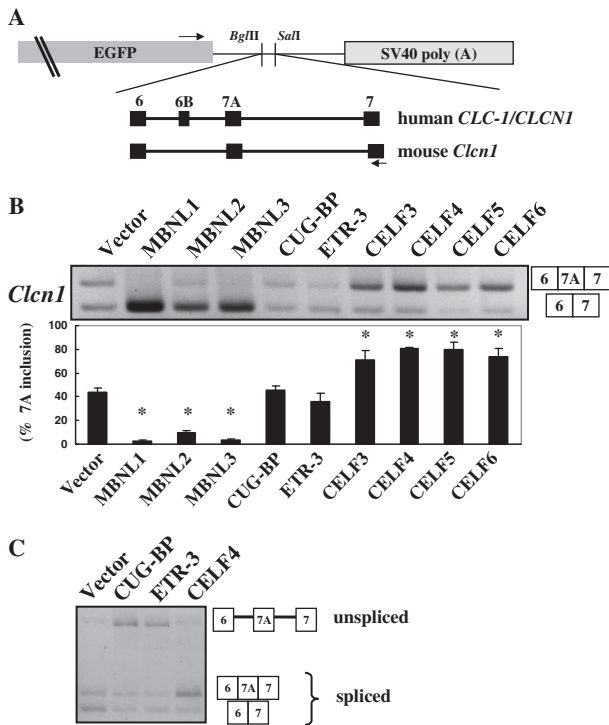 A
EGFP
BglII
SalI
SV40 poly (A)
6 6B 7A 7
human CLC-1/CLCN1
mouse Clcn1
B
Vector MBNL1 MBNL2 MBNL3 CUG-BP ETR-3 CELF3 CELF4 CELF5 CELF6
Clcn1
6 7A 7
6 7
(% 7A inclusion)
100
80
60
40
20
0
* * * * * * *
Vector MBNL1 MBNL2 MBNL3 CUG-BP ETR-3 CELF3 CELF4 CELF5 CELF6
C
Vector CUG-BP ETR-3 CELF4
6 7A 7 unspliced
6 7A 7
6 7
spliced